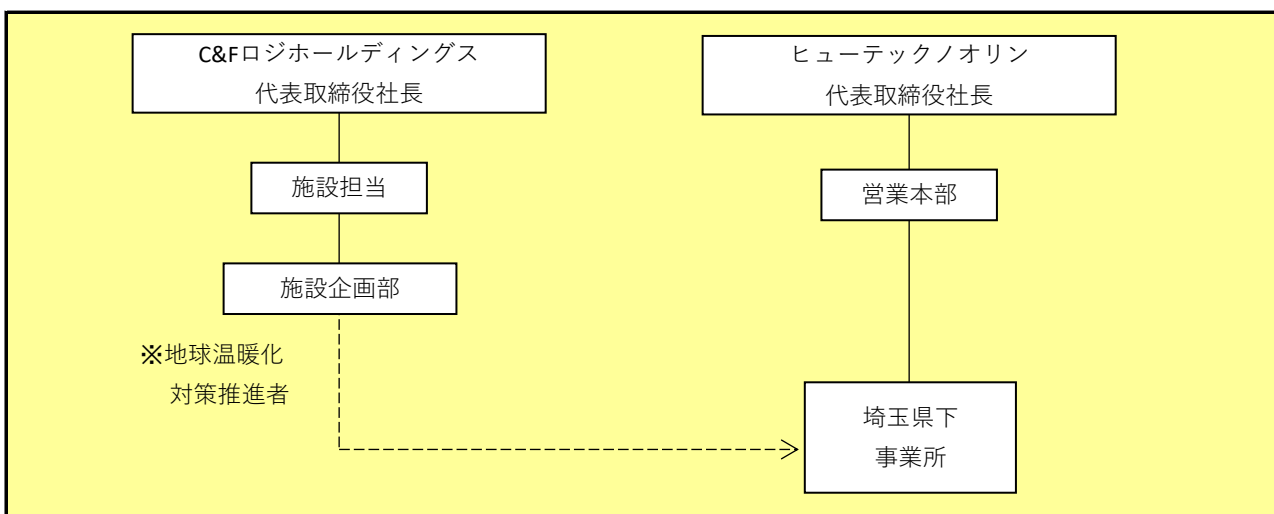 C&Fロジホールディングス
代表取締役社長
施設担当
施設企画部
※地球温暖化
対策推進者
ヒューテックノオリン
代表取締役社長
営業本部
埼玉県下
事業所